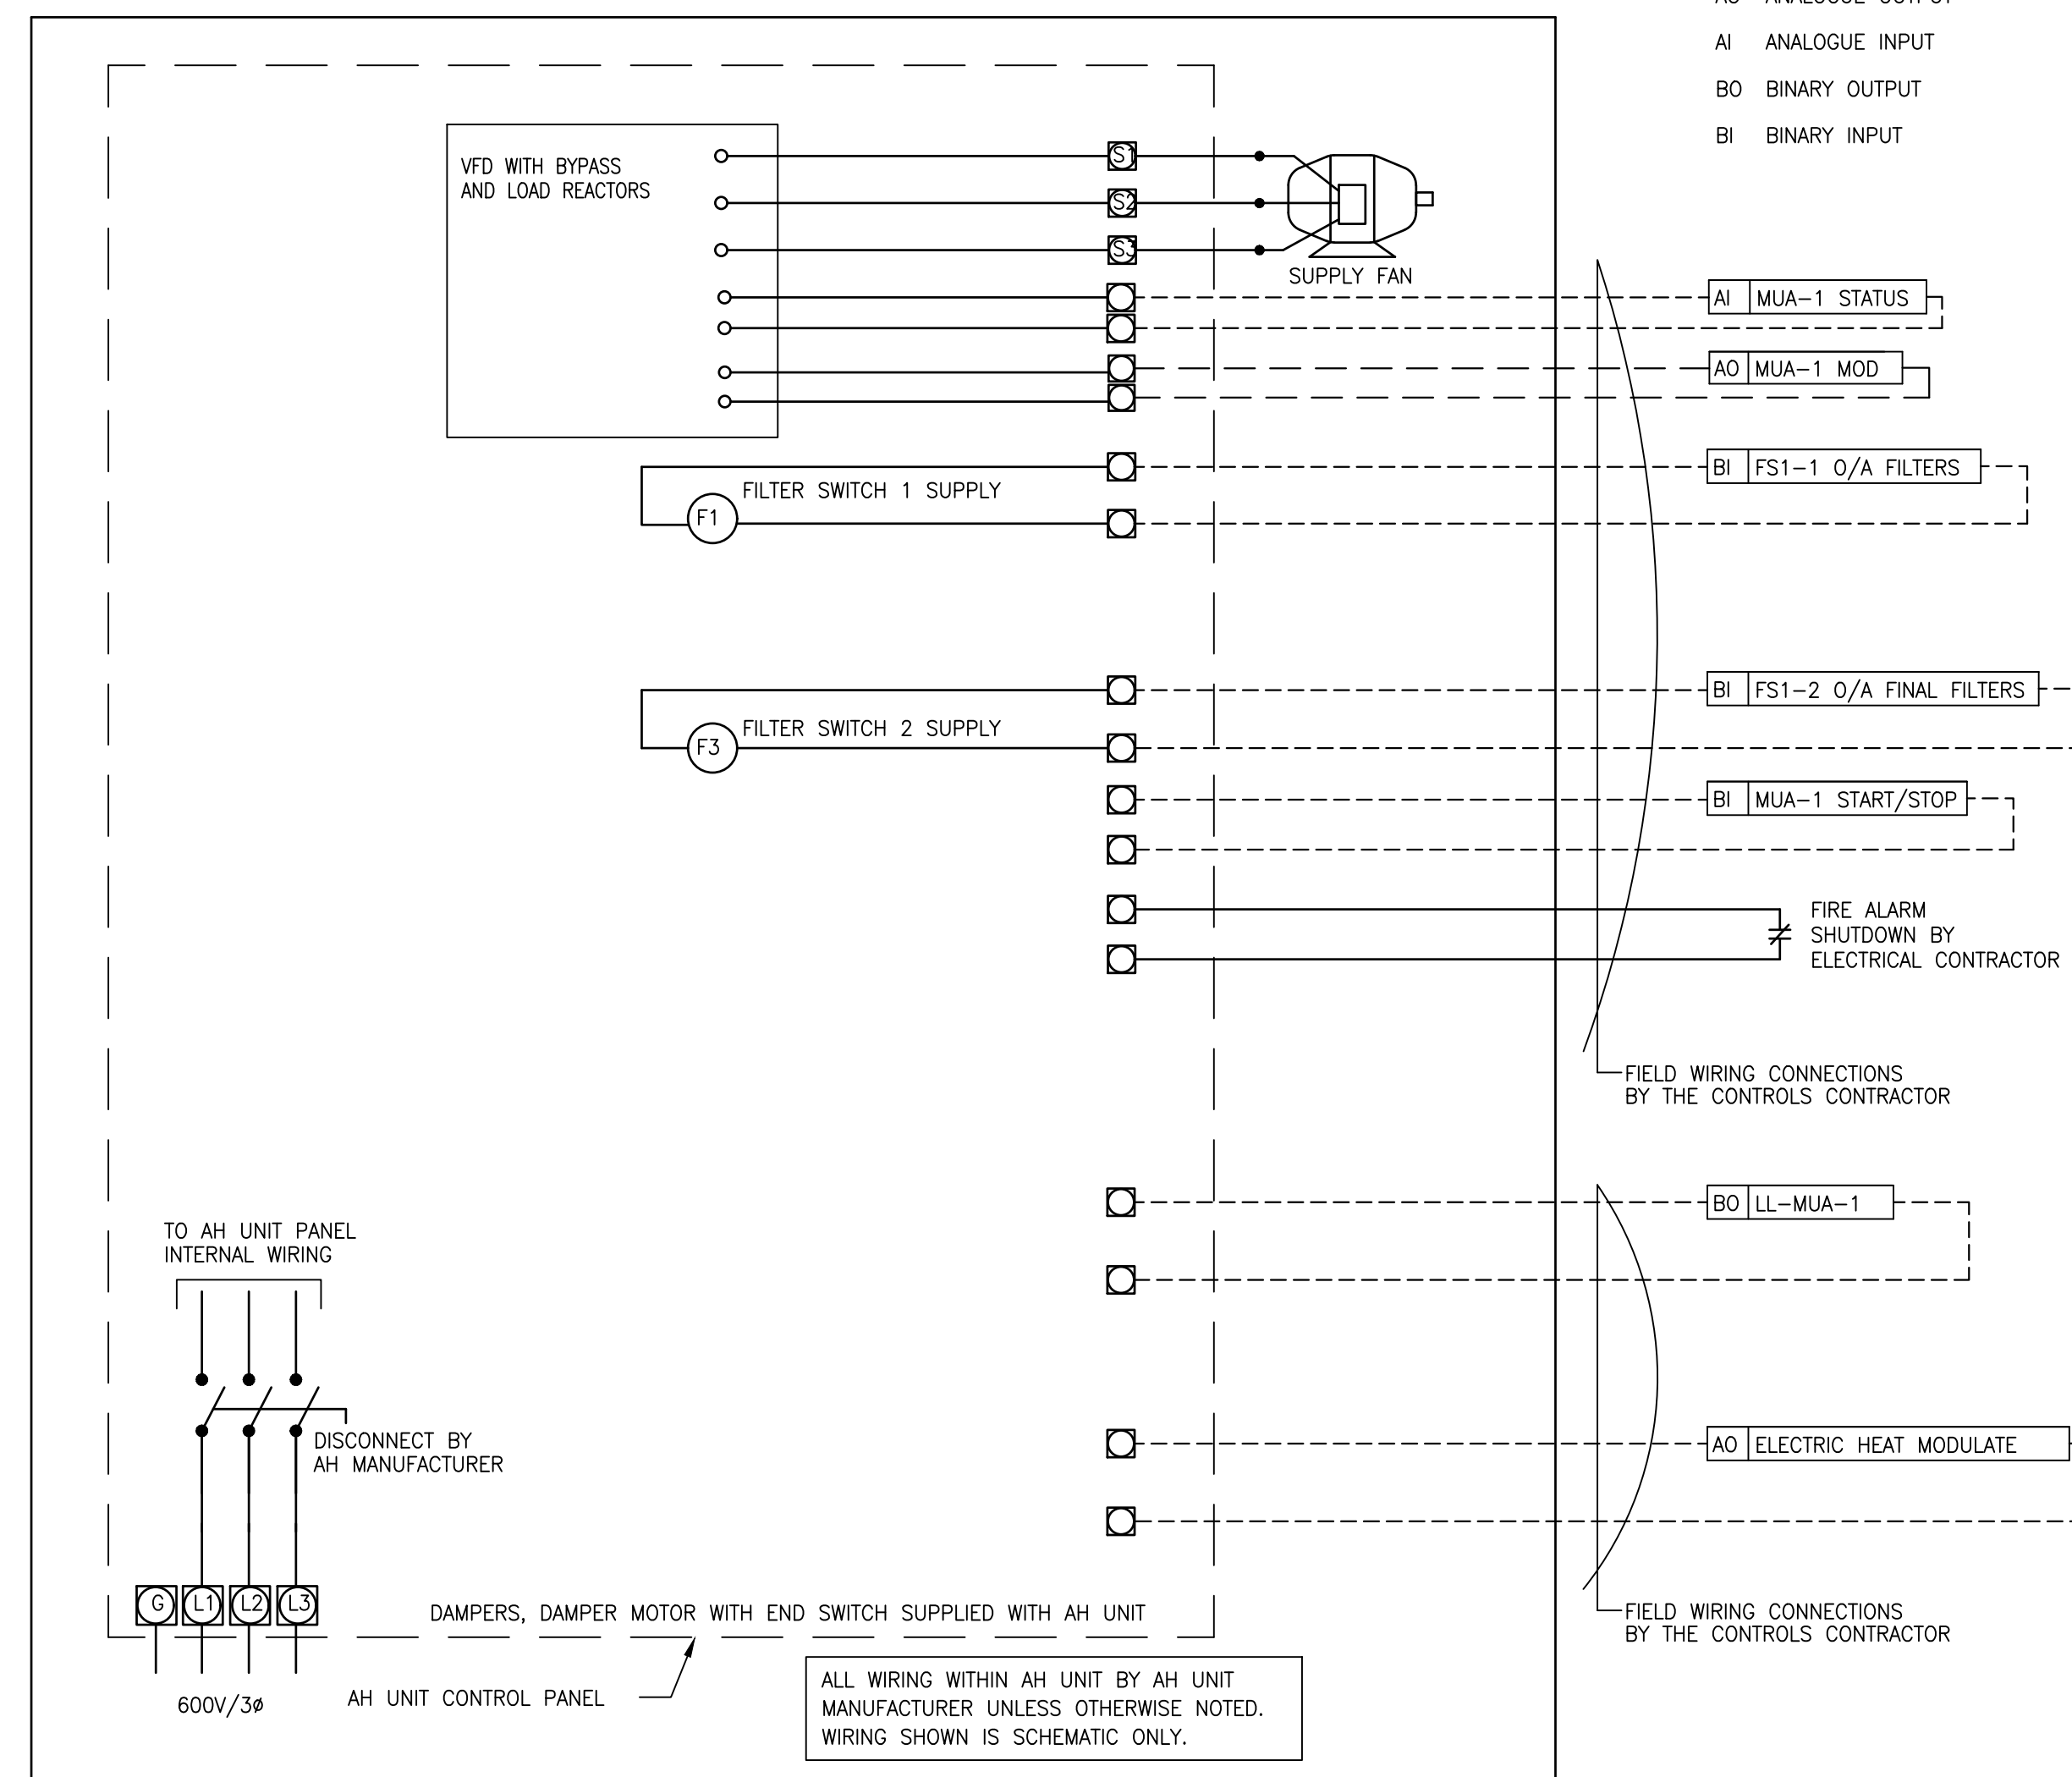 AI ANALOGUE INPUT
BO BINARY OUTPUT
BI BINARY INPUT
VFD WITH BYPASS
AND LOAD REACTORS
S1
S2
S3
SUPPLY FAN
AI MUA-1 STATUS
AO MUA-1 MOD
BI FS1-1 O/A FILTERS
FILTER SWITCH 1 SUPPLY
F1
BI FS1-2 O/A FINAL FILTERS
FILTER SWITCH 2 SUPPLY
F3
BI MUA-1 START/STOP
FIRE ALARM
SHUTDOWN BY
ELECTRICAL CONTRACTOR
FIELD WIRING CONNECTIONS
BY THE CONTROLS CONTRACTOR
BO LL-MUA-1
TO AH UNIT PANEL
INTERNAL WIRING
DISCONNECT BY
AH MANUFACTURER
AO ELECTRIC HEAT MODULATE
G L1 L2 L3
DAMPERS, DAMPER MOTOR WITH END SWITCH SUPPLIED WITH AH UNIT
FIELD WIRING CONNECTIONS
BY THE CONTROLS CONTRACTOR
600V/3ø
AH UNIT CONTROL PANEL
ALL WIRING WITHIN AH UNIT BY AH UNIT
MANUFACTURER UNLESS OTHERWISE NOTED.
WIRING SHOWN IS SCHEMATIC ONLY.